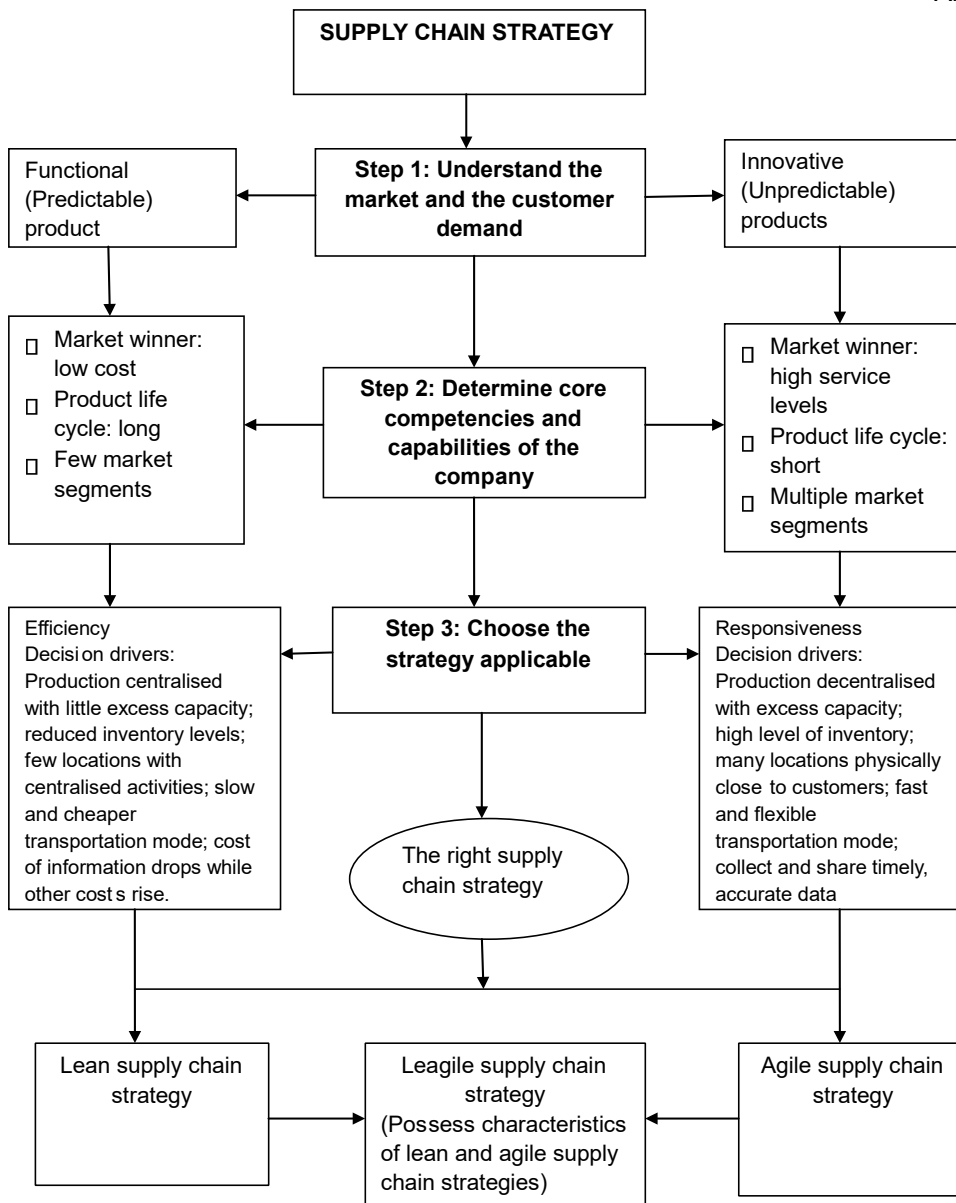 SUPPLY CHAIN STRATEGY
Functional
(Predictable)
product
Step 1: Understand the
market and the customer
demand
Innovative
(Unpredictable)
products
Market winner:
low cost
Product life
cycle: long
Few market
segments
Step 2: Determine core
competencies and
capabilities of the
company
Market winner:
high service
levels
Product life cycle:
short
Multiple market
segments
Efficiency
Decision drivers:
Production centralised
with little excess capacity;
reduced inventory levels;
few locations with
centralised activities; slow
and cheaper
transportation mode; cost
of information drops while
other costs rise.
Step 3: Choose the
strategy applicable
Responsiveness
Decision drivers:
Production decentralised
with excess capacity;
high level of inventory;
many locations physically
close to customers; fast
and flexible
transportation mode;
collect and share timely,
accurate data
The right supply
chain strategy
Lean supply chain
strategy
Leagile supply chain
strategy
(Possess characteristics
of lean and agile supply
chain strategies)
Agile supply chain
strategy